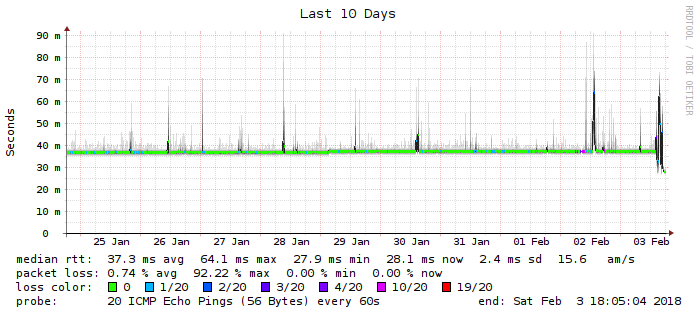 Last 10 Days
RRDTOOL / TOBI OETIKER
Seconds
90 m
80 m
70 m
60 m
50 m
40 m
30 m
20 m
10 m
0
25 Jan 26 Jan 27 Jan 28 Jan 29 Jan 30 Jan 31 Jan 01 Feb 02 Feb 03 Feb
median rtt: 37.3 ms avg 64.1 ms max 27.9 ms min 28.1 ms now 2.4 ms sd 15.6 am/s
packet loss: 0.74 % avg 92.22 % max 0.00 % min 0.00 % now
loss color: 0 1/20 2/20 3/20 4/20 10/20 19/20
probe: 20 ICMP Echo Pings (56 Bytes) every 60s end: Sat Feb 3 18:05:04 2018